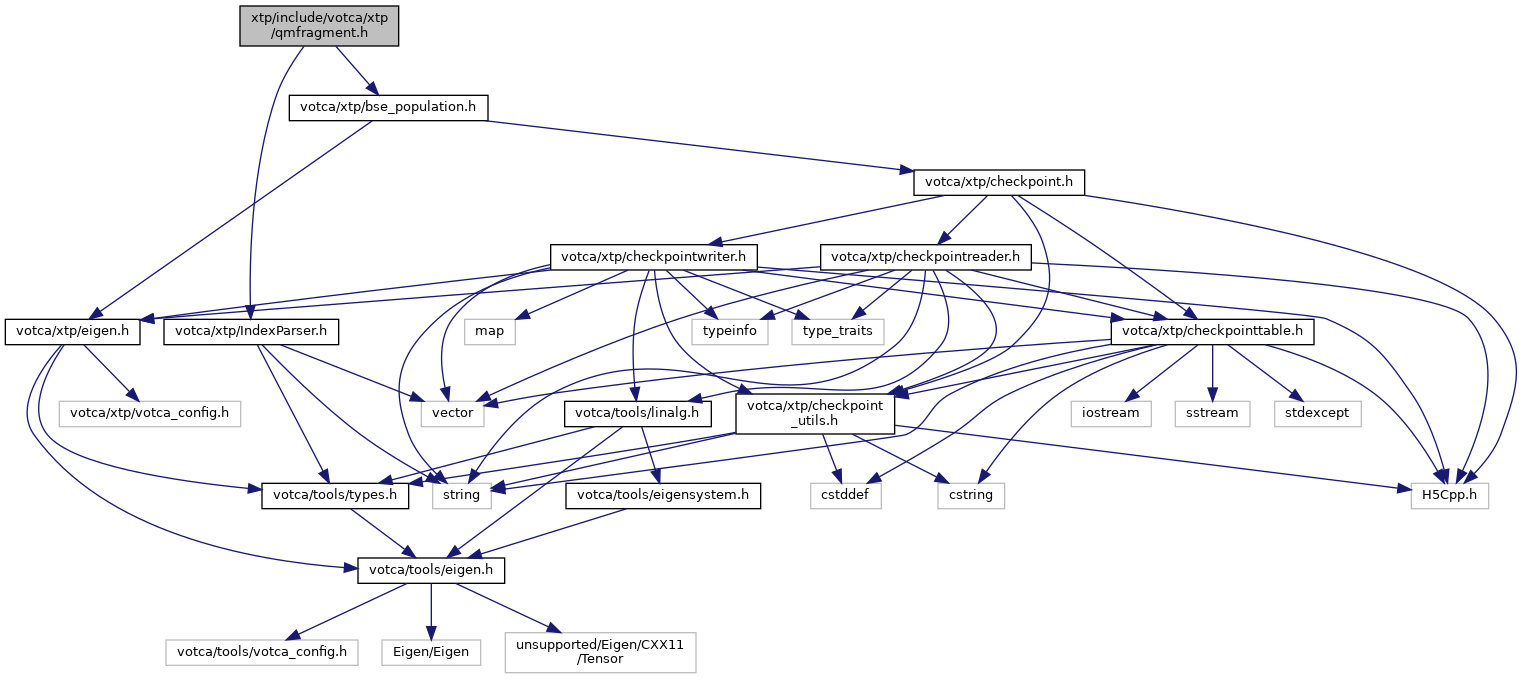 xtp/include/votca/xtp
/qmfragment.h
votca/xtp/bse_population.h
votca/xtp/checkpoint.h
votca/xtp/checkpointwriter.h
votca/xtp/checkpointreader.h
votca/xtp/eigen.h
votca/xtp/IndexParser.h
map
typeinfo
type_traits
votca/xtp/checkpointtable.h
votca/xtp/votca_config.h
vector
votca/tools/linalg.h
votca/xtp/checkpoint
_utils.h
iostream
sstream
stdexcept
votca/tools/types.h
string
votca/tools/eigensystem.h
cstddef
cstring
H5Cpp.h
votca/tools/eigen.h
votca/tools/votca_config.h
Eigen/Eigen
unsupported/Eigen/CXX11
/Tensor